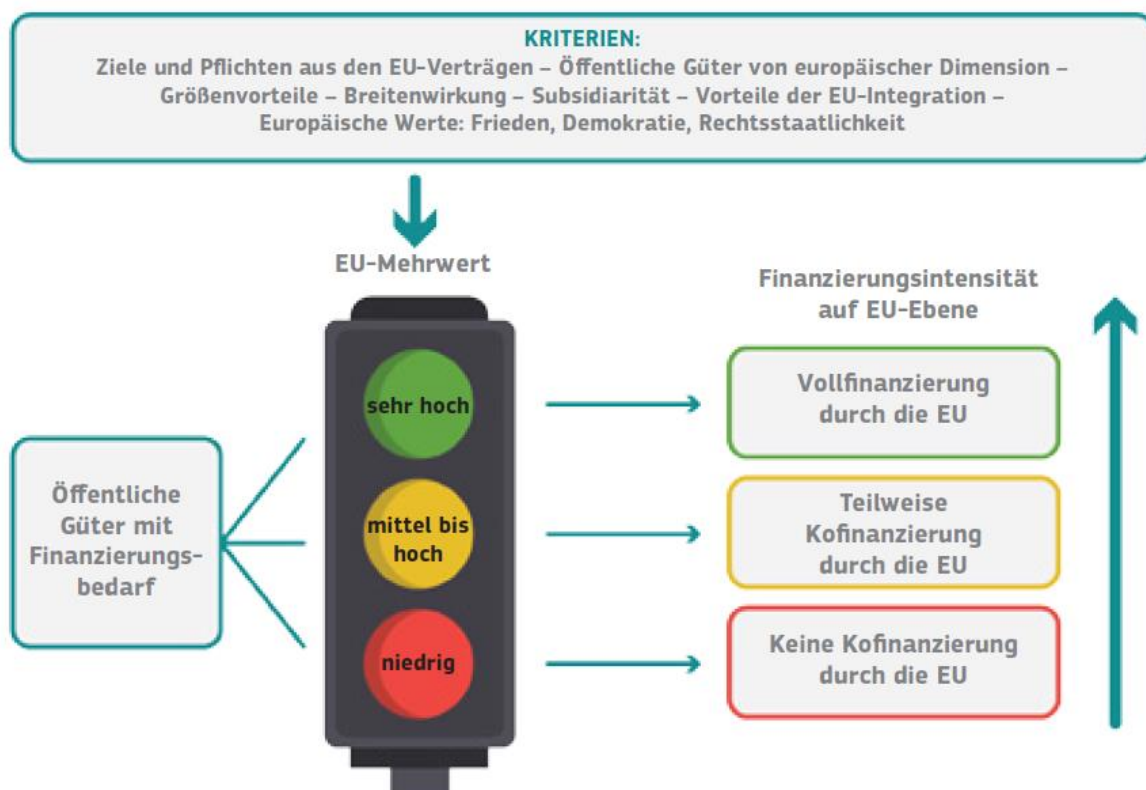 KRITERIEN:
Ziele und Pflichten aus den EU-Verträgen – Öffentliche Güter von europäischer Dimension –
Größenvorteile – Breitenwirkung – Subsidiarität – Vorteile der EU-Integration –
Europäische Werte: Frieden, Demokratie, Rechtsstaatlichkeit
EU-Mehrwert
Finanzierungsintensität
auf EU-Ebene
Öffentliche
Güter mit
Finanzierungs-
bedarf
sehr hoch
Vollfinanzierung
durch die EU
mittel bis
hoch
Teilweise
Kofinanzierung
durch die EU
niedrig
Keine Kofinanzierung
durch die EU